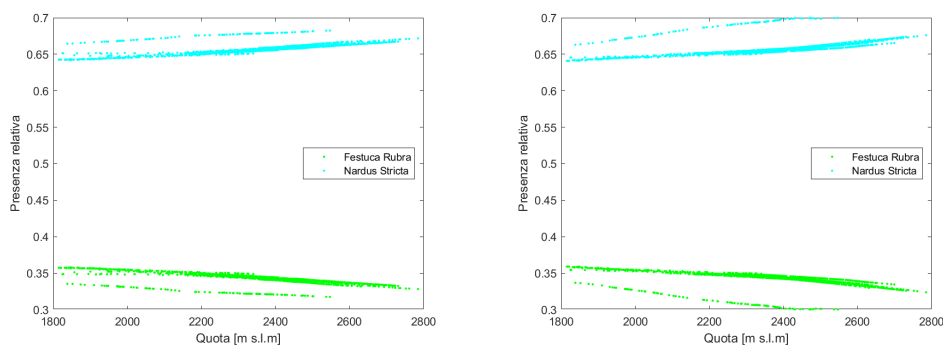 0.7
0.65
0.6
0.55
0.5
0.45
0.4
0.35
0.3
Presenza relativa
Festuca Rubra
Nardus Stricta
1800 2000 2200 2400 2600 2800
Quota [m s.l.m]
0.7
0.65
0.6
0.55
0.5
0.45
0.4
0.35
0.3
Presenza relativa
Festuca Rubra
Nardus Stricta
1800 2000 2200 2400 2600 2800
Quota [m s.l.m]